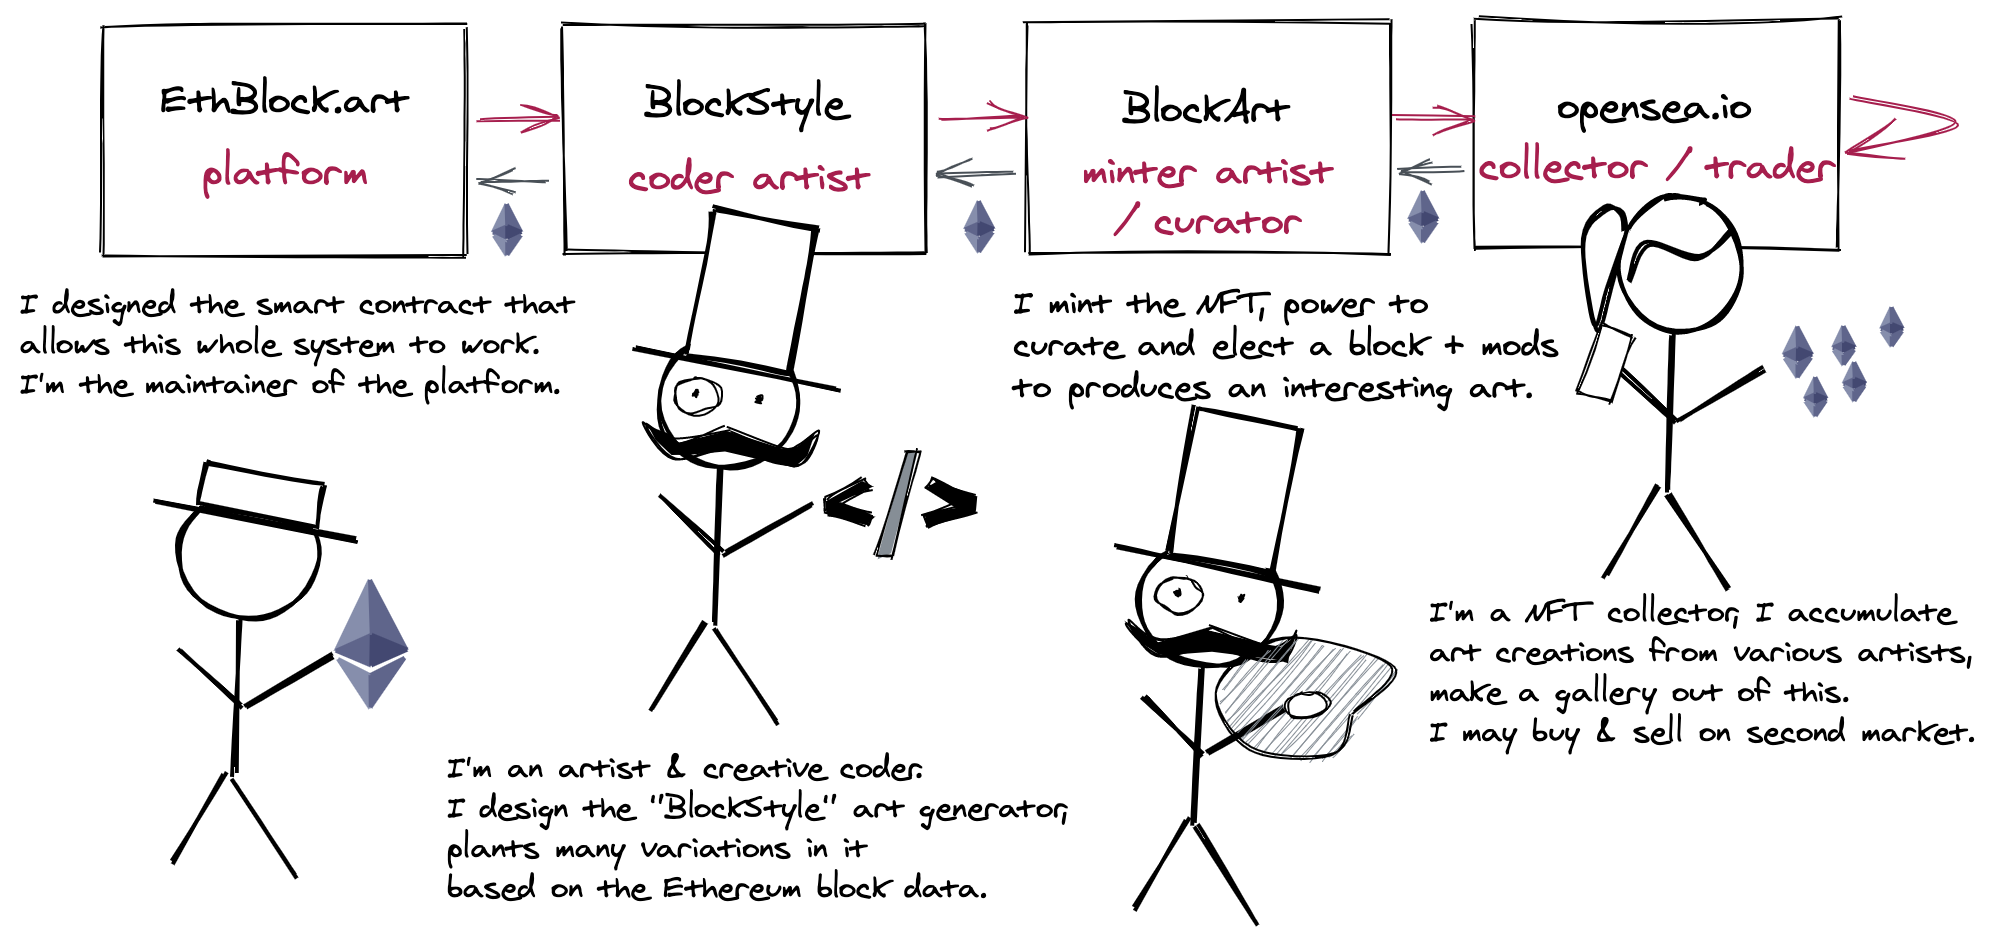 EthBlock.art
platform
BlockStyle
coder artist
BlockArt
minter artist
/ curator
opensea.io
collector / trader
I designed the smart contract that
allows this whole system to work.
I'm the maintainer of the platform.
I'm an artist & creative coder.
I design the "BlockStyle" art generator,
plants many variations in it
based on the Ethereum block data.
</>
I mint the NFT, power to
curate and elect a block + mods
to produces an interesting art.
I'm a NFT collector, I accumulate
art creations from various artists,
make a gallery out of this.
I may buy & sell on second market.